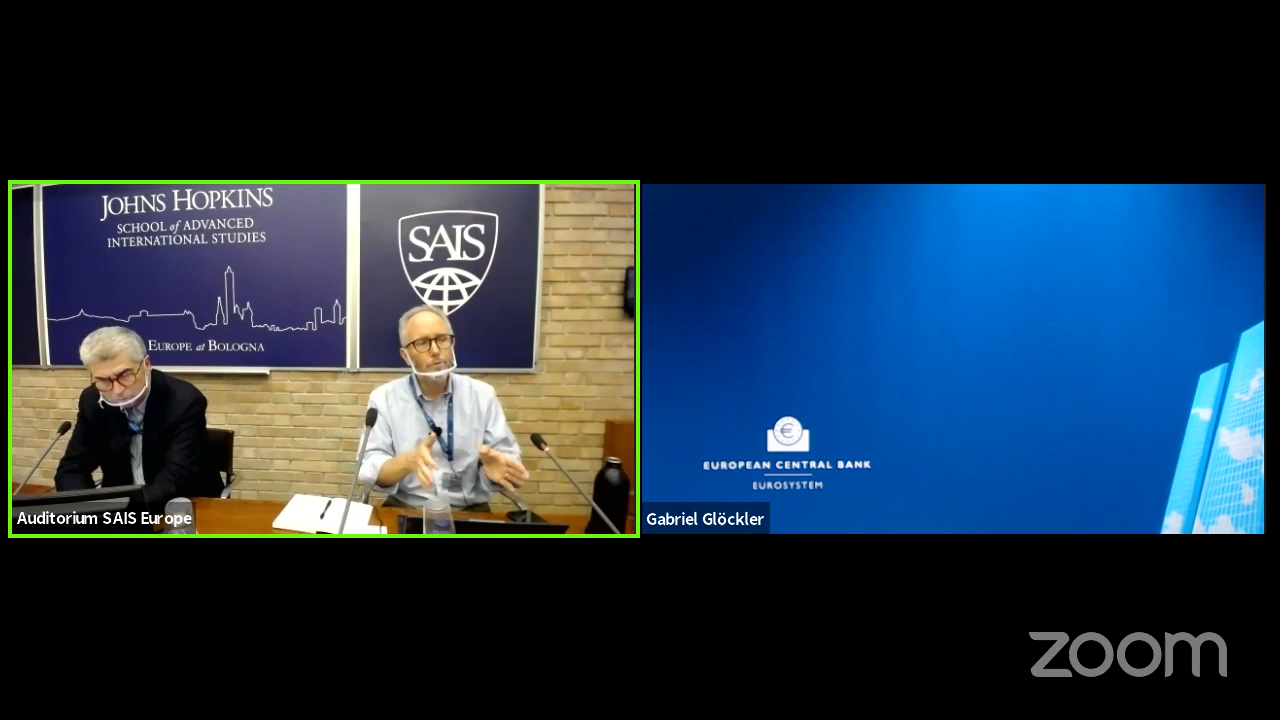 JOHNS HOPKINS
SCHOOL of ADVANCED
INTERNATIONAL STUDIES
EUROPE at BOLOGNA
SAIS
Auditorium SAIS Europe
EUROPEAN CENTRAL BANK
EUROSYSTEM
Gabriel Glöckler
zoom